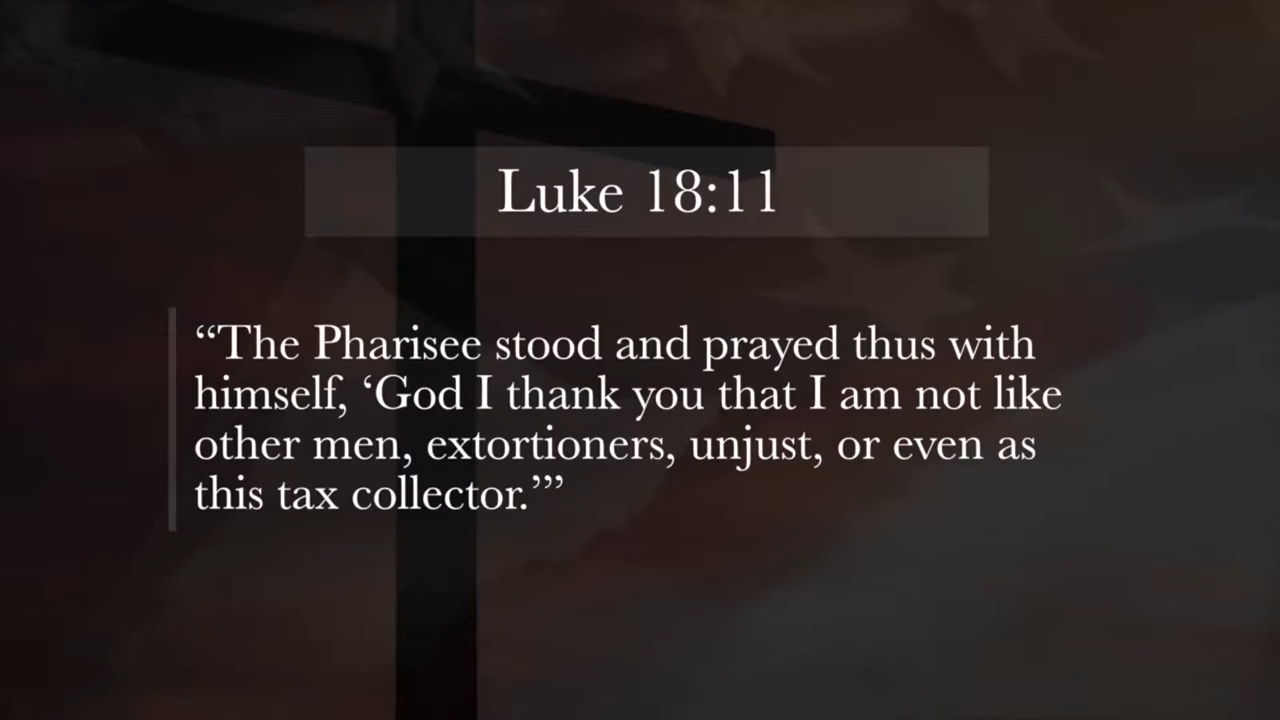 Luke 18:11
“The Pharisee stood and prayed thus with
himself, ‘God I thank you that I am not like
other men, extortioners, unjust, or even as
this tax collector.’”